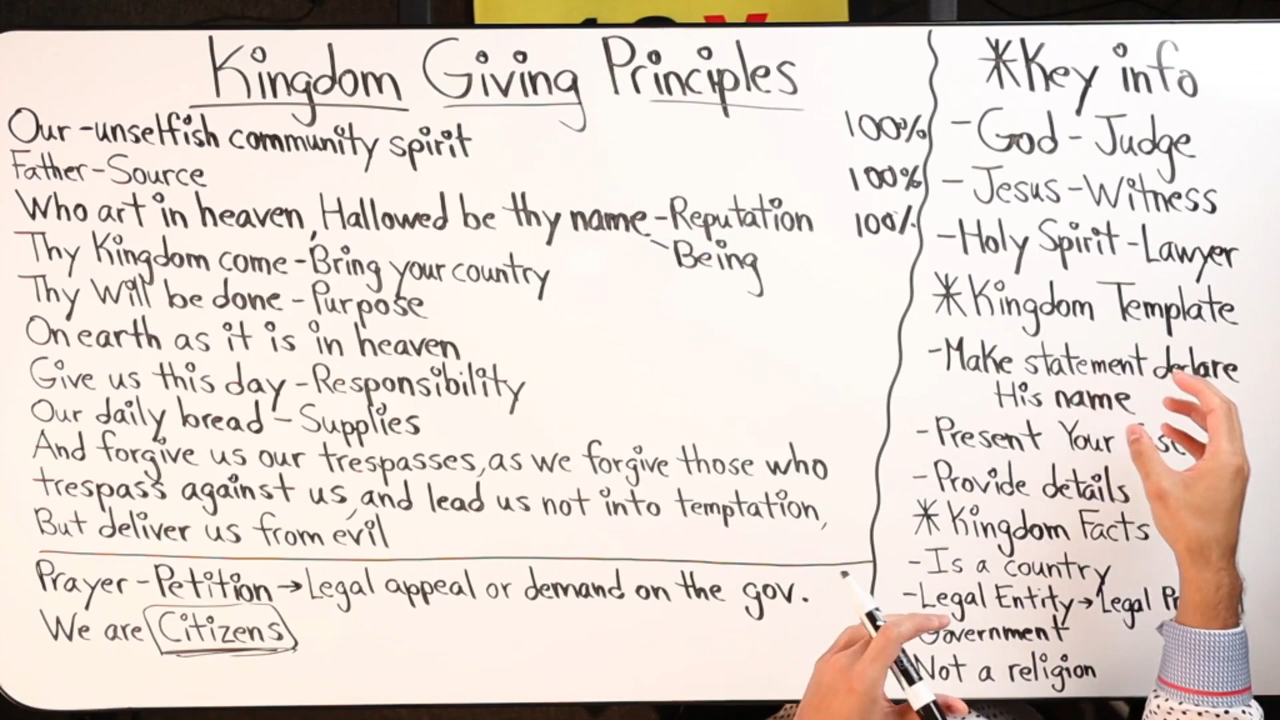 Kingdom Giving Principles
Our - unselfish community spirit 100%
Father - Source 100%
Who art in heaven, Hallowed be thy name - Reputation 100%
- Being
Thy Kingdom come - Bring your country
Thy Will be done - Purpose
On earth as it is in heaven
Give us this day - Responsibility
Our daily bread - Supplies
And forgive us our trespasses, as we forgive those who
trespass against us, and lead us not into temptation,
But deliver us from evil
Prayer - Petition → Legal appeal or demand on the gov.
We are Citizens
*Key info
- God - Judge
- Jesus - Witness
- Holy Spirit - Lawyer
*Kingdom Template
- Make statement declare
His name
- Present Your
- Provide details
*Kingdom Facts
- Is a country
- Legal Entity → Legal
Government
Not a religion